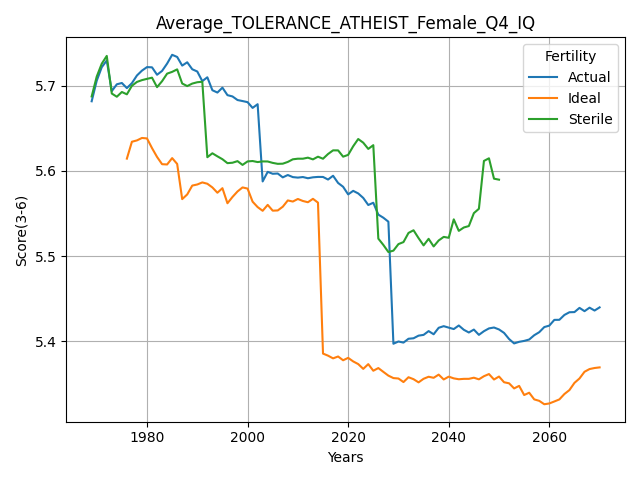 Average_TOLERANCE_ATHEIST_Female_Q4_IQ
Fertility
Actual
Ideal
Sterile
Score(3-6)
5.7
5.6
5.5
5.4
1980
2000
2020
2040
2060
Years